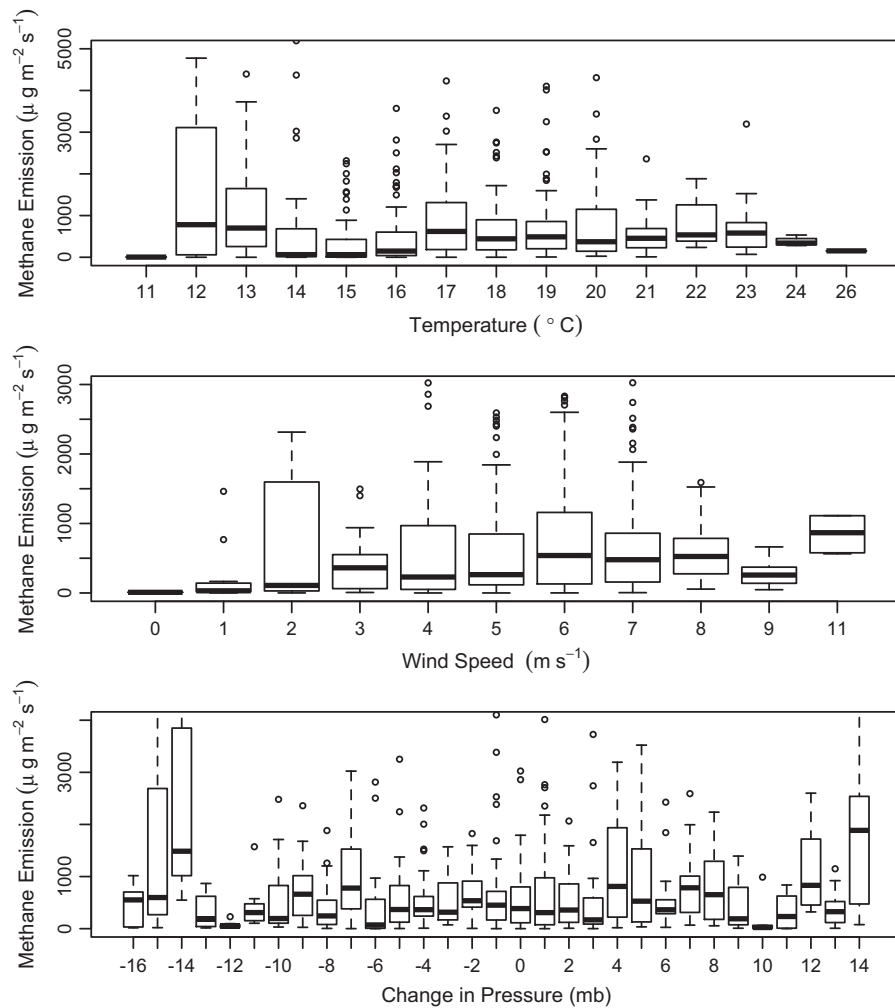 Methane Emission (μ g m⁻² s⁻¹)
5000
3000
1000
0
11 12 13 14 15 16 17 18 19 20 21 22 23 24 26
Temperature ( ° C)
Methane Emission (μ g m⁻² s⁻¹)
3000
2000
1000
0
0 1 2 3 4 5 6 7 8 9 11
Wind Speed (m s⁻¹)
Methane Emission (μ g m⁻² s⁻¹)
3000
1000
0
-16 -14 -12 -10 -8 -6 -4 -2 0 2 4 6 8 10 12 14
Change in Pressure (mb)